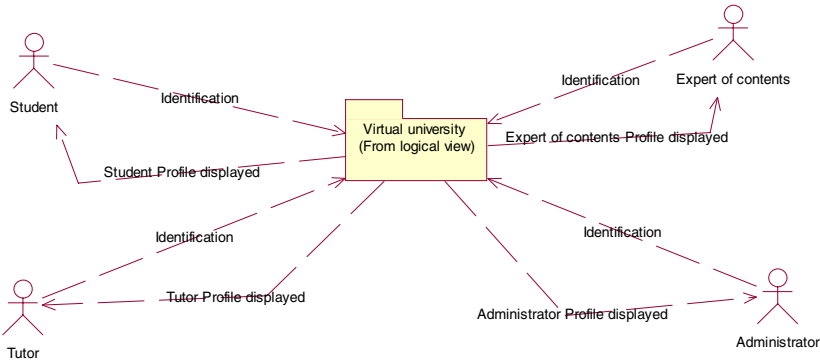 Expert of contents
Identification
Identification
Student
Virtual university
(From logical view)
Expert of contents Profile displayed
Student Profile displayed
Identification
Identification
Tutor Profile displayed
Administrator Profile displayed
Administrator
Tutor